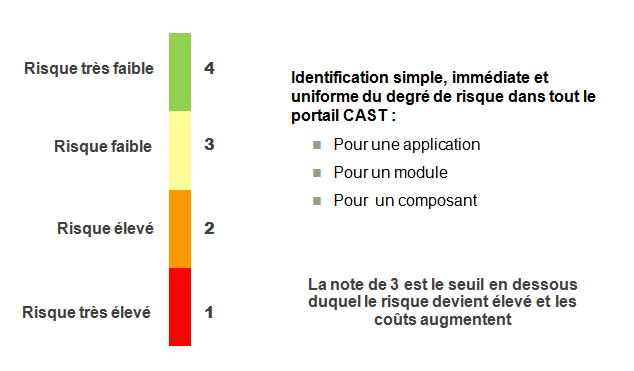 Risque très faible 4
Risque faible 3
Risque élevé 2
Risque très élevé 1
Identification simple, immédiate et
uniforme du degré de risque dans tout le
portail CAST :
Pour une application
Pour un module
Pour un composant
La note de 3 est le seuil en dessous
duquel le risque devient élevé et les
coûts augmentent